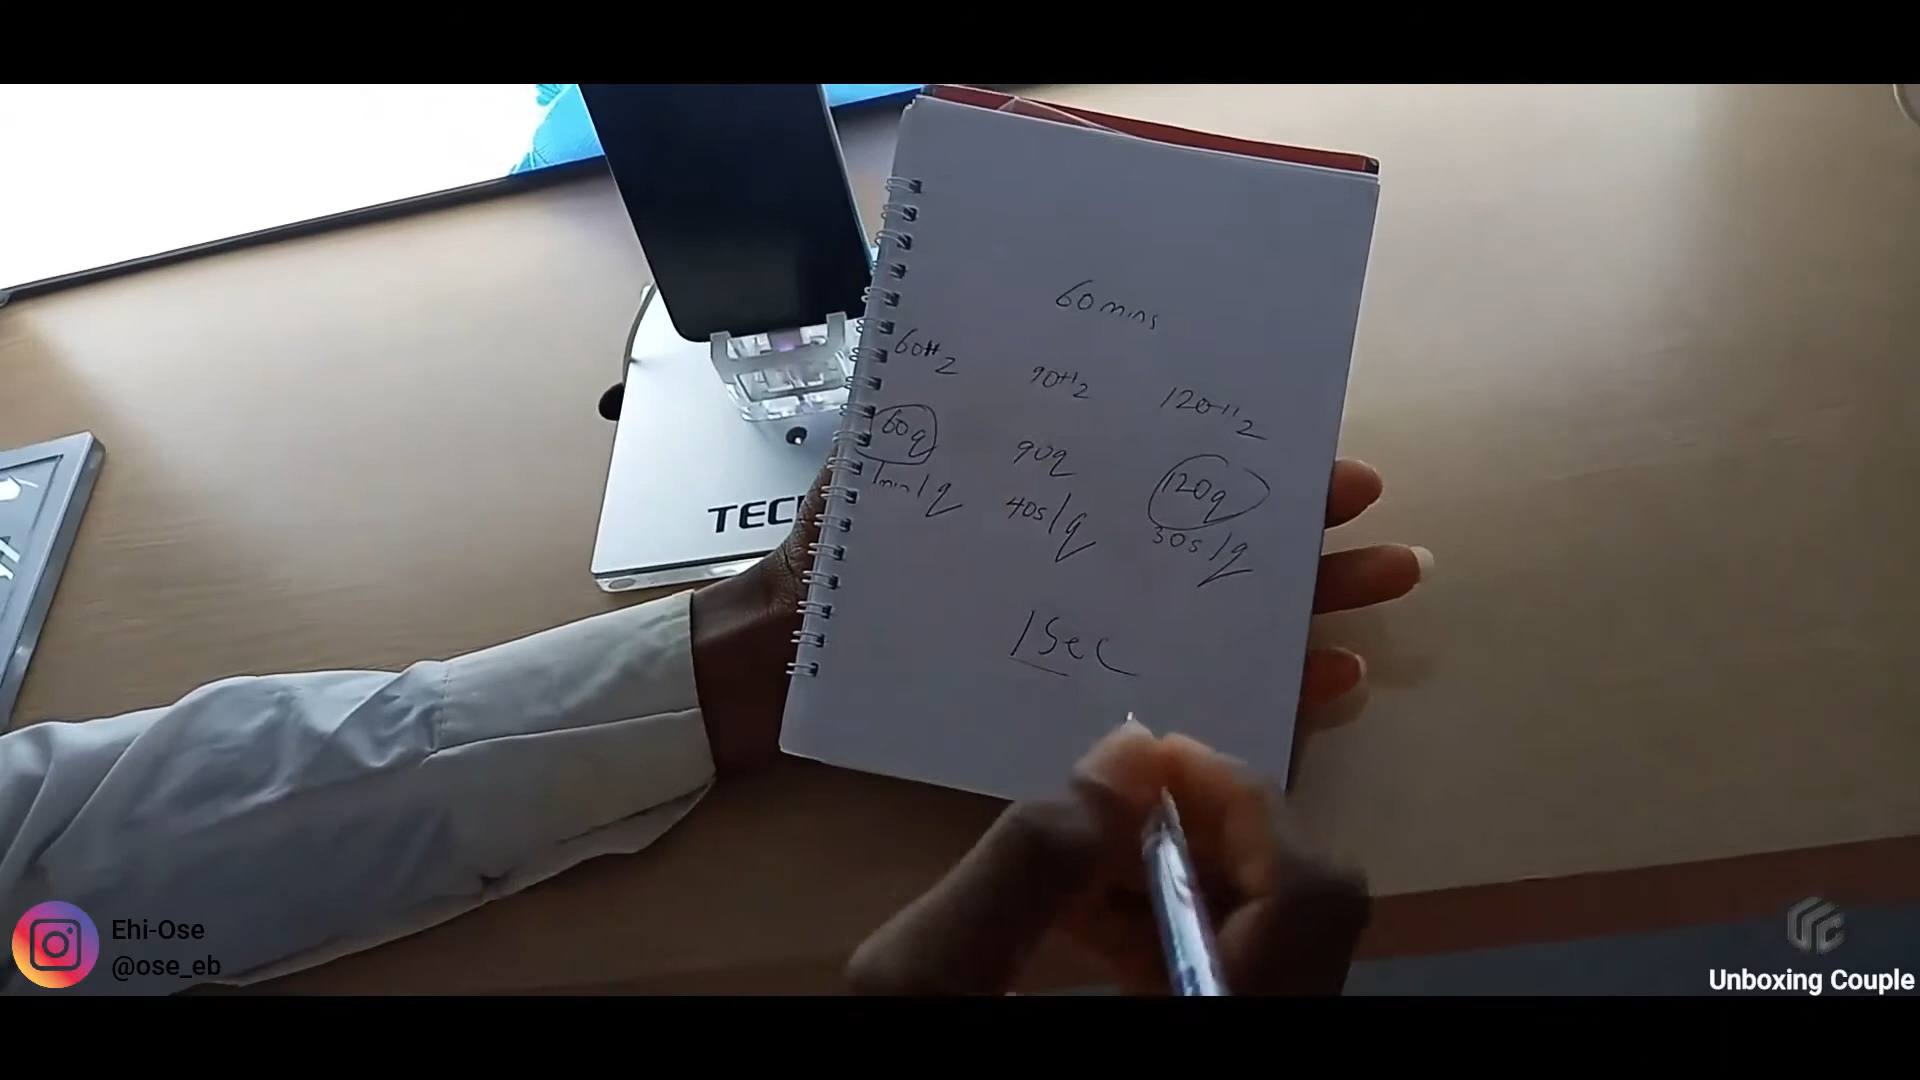 60mins
60Hz 90Hz 120Hz
60q 90q 120q
1min/q 40s/q 30s/q
1Sec
TEC
Ehi-Ose
@ose_eb
Unboxing Couple